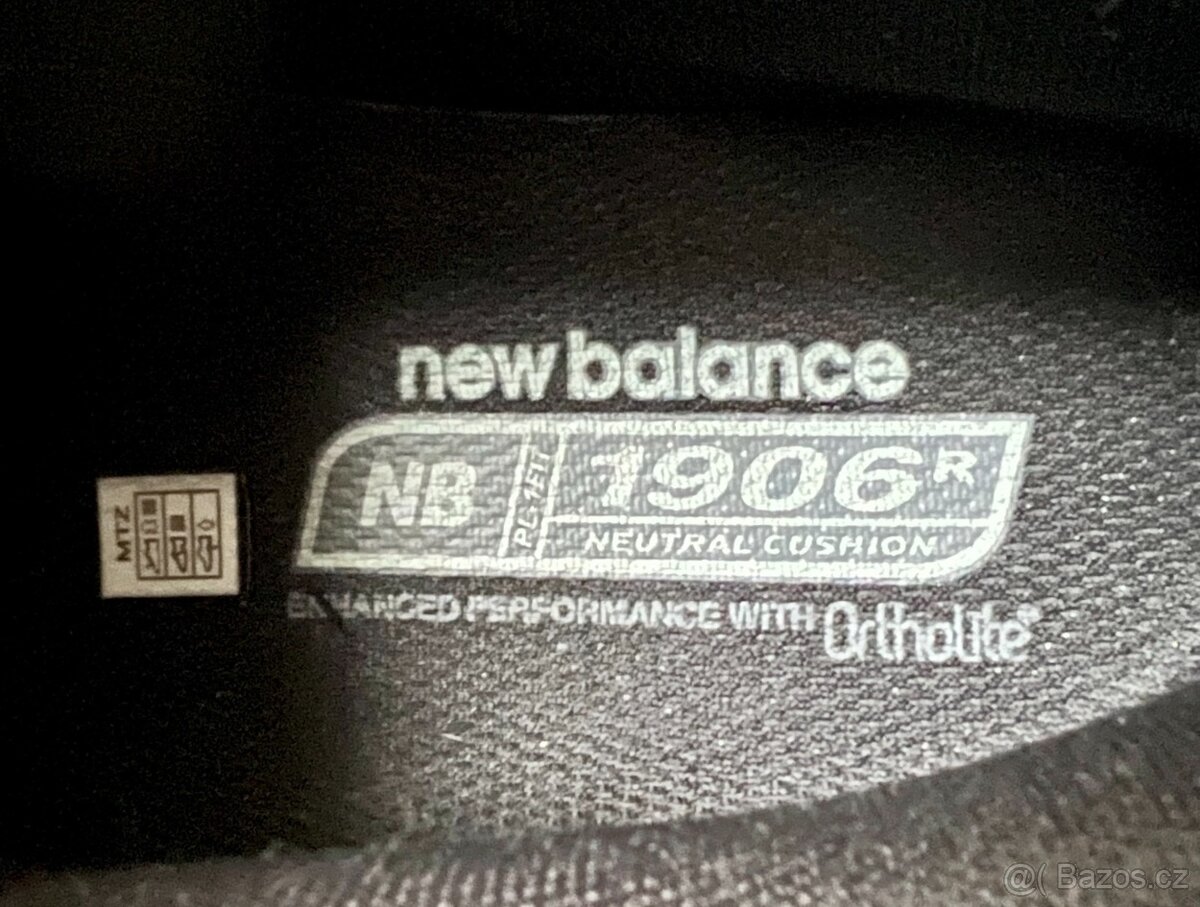 new balance
NB
1906R
NEUTRAL CUSHION
ENHANCED PERFORMANCE WITH OrthoLite®
MTZ
@( Bazos.cz